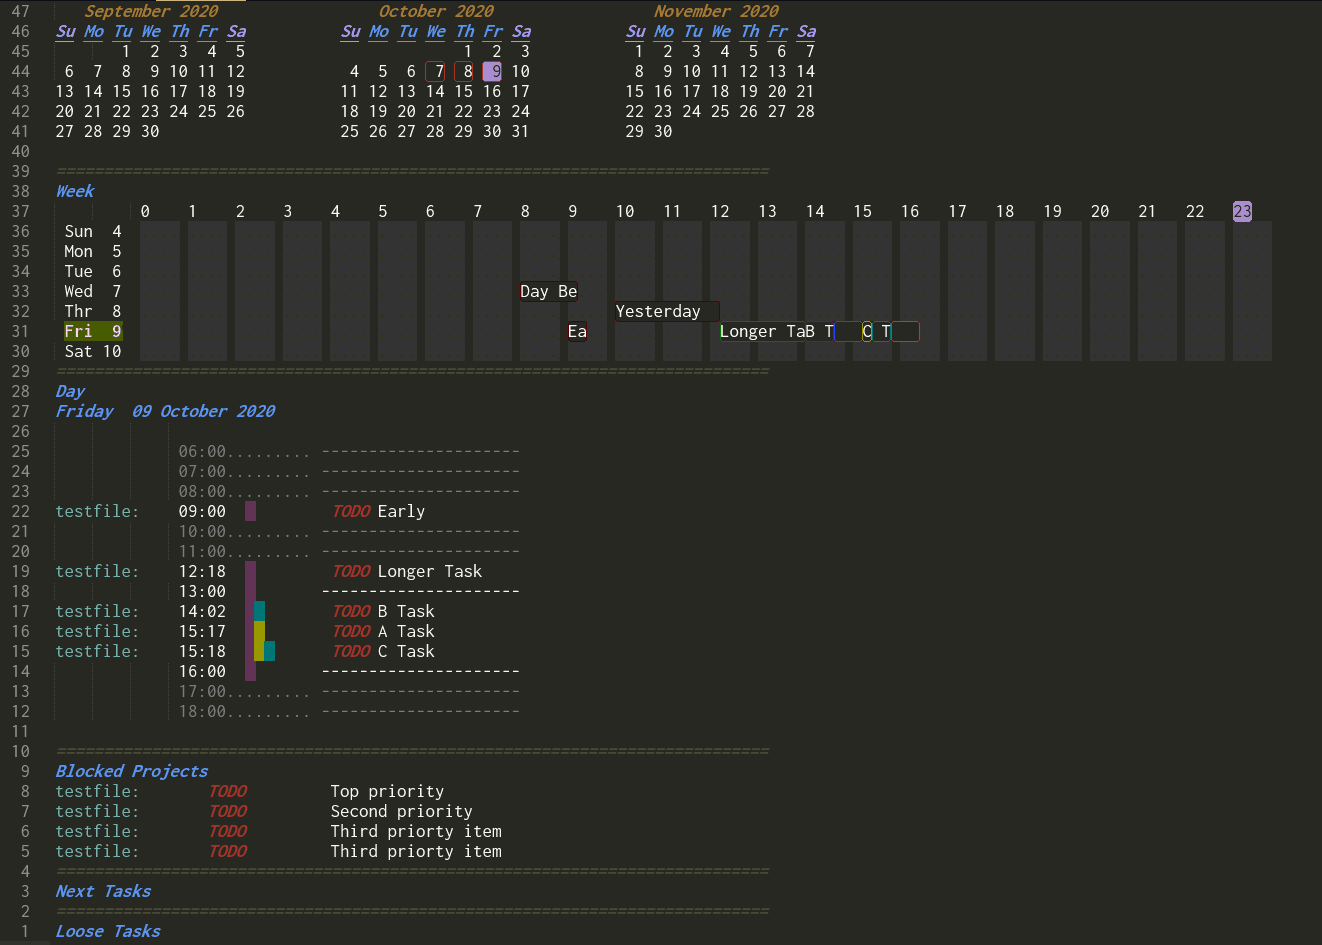 47 September 2020 October 2020 November 2020
46 Su Mo Tu We Th Fr Sa Su Mo Tu We Th Fr Sa Su Mo Tu We Th Fr Sa
45 1 2 3 4 5 1 2 3 1 2 3 4 5 6 7
44 6 7 8 9 10 11 12 4 5 6 7 8 9 10 8 9 10 11 12 13 14
43 13 14 15 16 17 18 19 11 12 13 14 15 16 17 15 16 17 18 19 20 21
42 20 21 22 23 24 25 26 18 19 20 21 22 23 24 22 23 24 25 26 27 28
41 27 28 29 30 25 26 27 28 29 30 31 29 30
40
39 ===========================================================================
38 Week
37 0 1 2 3 4 5 6 7 8 9 10 11 12 13 14 15 16 17 18 19 20 21 22 23
36 Sun 4
35 Mon 5
34 Tue 6
33 Wed 7 Day Be
32 Thr 8 Yesterday
31 Fri 9 Ea Longer TaB T C T
30 Sat 10
29 ===========================================================================
28 Day
27 Friday 09 October 2020
26
25 06:00......... ---------------------
24 07:00......... ---------------------
23 08:00......... ---------------------
22 testfile: 09:00 TODO Early
21 10:00......... ---------------------
20 11:00......... ---------------------
19 testfile: 12:18 TODO Longer Task
18 13:00 ---------------------
17 testfile: 14:02 TODO B Task
16 testfile: 15:17 TODO A Task
15 testfile: 15:18 TODO C Task
14 16:00 ---------------------
13 17:00......... ---------------------
12 18:00......... ---------------------
11
10 ===========================================================================
9 Blocked Projects
8 testfile: TODO Top priority
7 testfile: TODO Second priority
6 testfile: TODO Third priorty item
5 testfile: TODO Third priorty item
4 ===========================================================================
3 Next Tasks
2 ===========================================================================
1 Loose Tasks